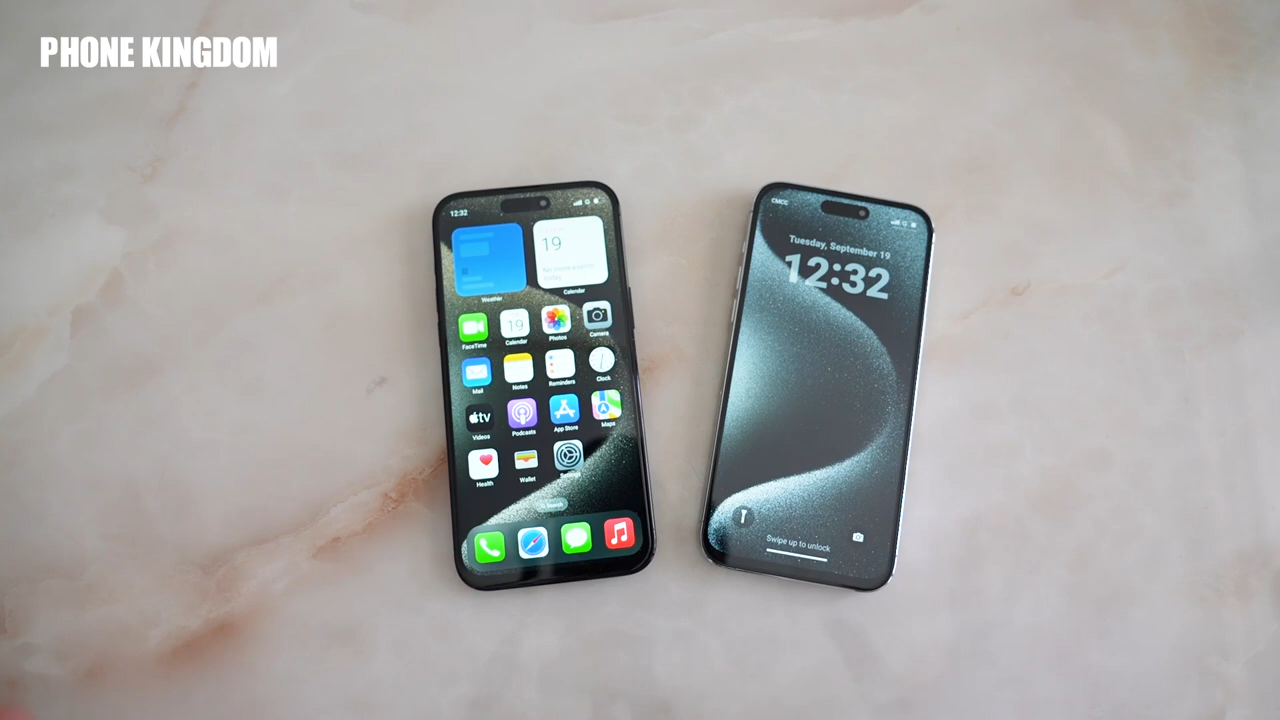 PHONE KINGDOM
12:32
19
Weather
Calendar
FaceTime
19
Calendar
Photos
Camera
Mail
Notes
Reminders
Clock
tv
Videos
Podcasts
App Store
Maps
Health
Wallet
CMCC
Tuesday, September 19
12:32
Swipe up to unlock